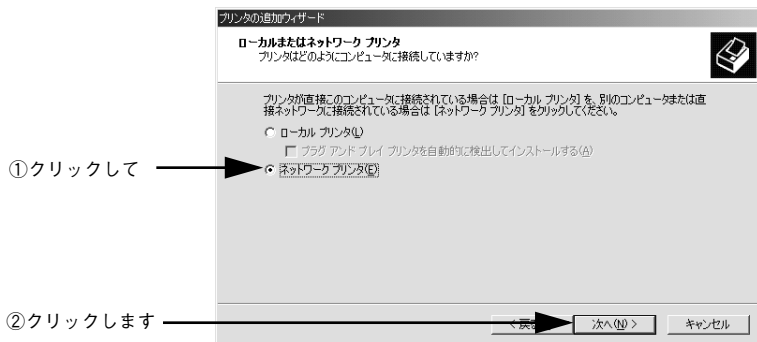 プリンタの追加ウィザード
ローカルまたはネットワーク プリンタ
プリンタはどのようにコンピュータに接続していますか?
プリンタが直接このコンピュータに接続されている場合は [ローカル プリンタ] を、別のコンピュータまたは直
接ネットワークに接続されている場合は [ネットワーク プリンタ] をクリックしてください。
ローカル プリンタ(L)
プラグ アンド プレイ プリンタを自動的に検出してインストールする(A)
①クリックして
ネットワーク プリンタ(E)
②クリックします
< 戻
次へ(N) >
キャンセル